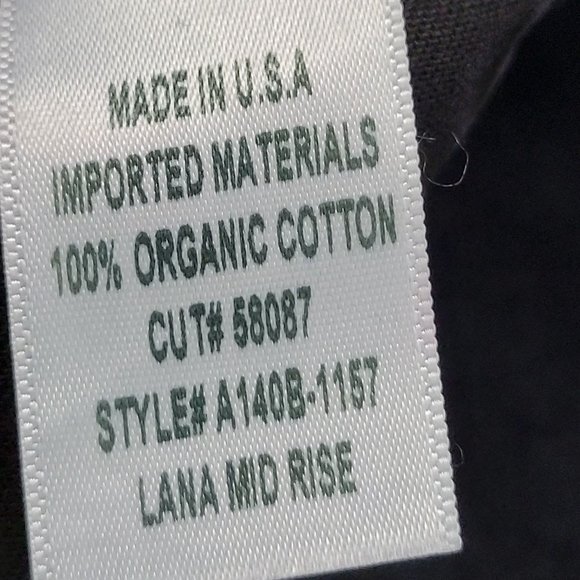 MADE IN U.S.A
IMPORTED MATERIALS
100% ORGANIC COTTON
CUT# 58087
STYLE# A140B-1157
LANA MID RISE